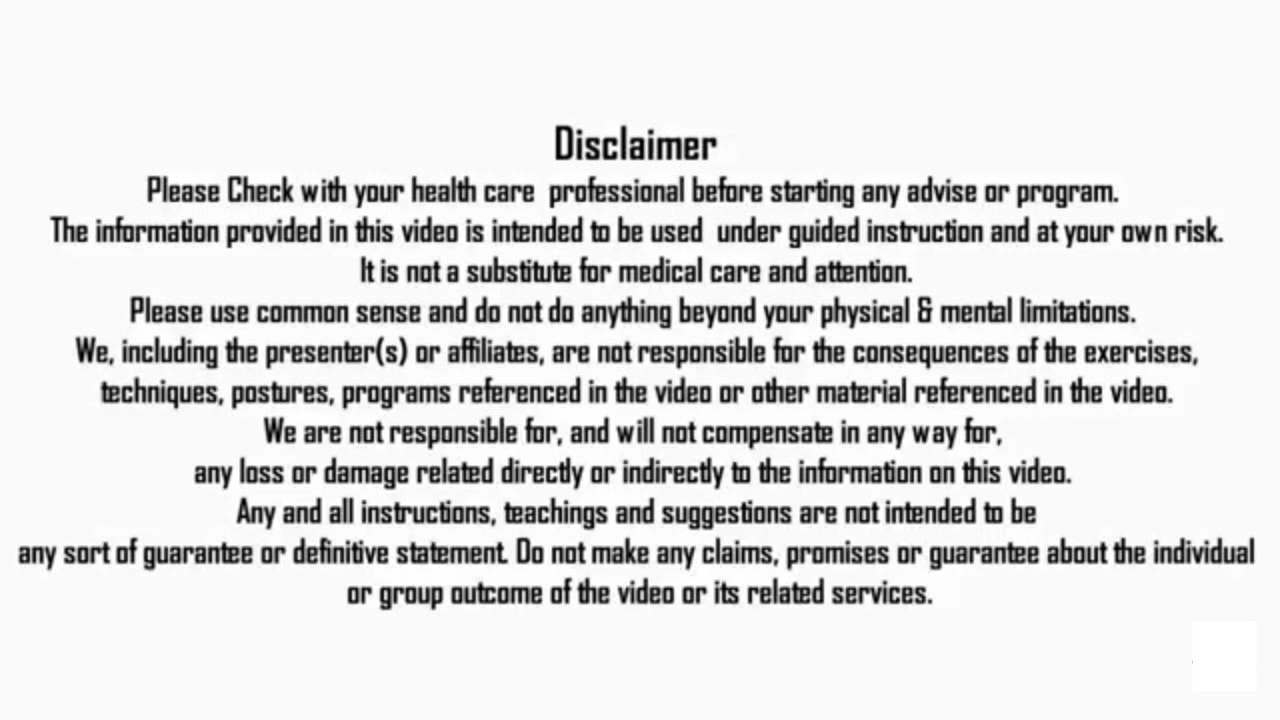 Disclaimer
Please Check with your health care professional before starting any advise or program.
The information provided in this video is intended to be used under guided instruction and at your own risk.
It is not a substitute for medical care and attention.
Please use common sense and do not do anything beyond your physical & mental limitations.
We, including the presenter(s) or affiliates, are not responsible for the consequences of the exercises,
techniques, postures, programs referenced in the video or other material referenced in the video.
We are not responsible for, and will not compensate in any way for,
any loss or damage related directly or indirectly to the information on this video.
Any and all instructions, teachings and suggestions are not intended to be
any sort of guarantee or definitive statement. Do not make any claims, promises or guarantee about the individual
or group outcome of the video or its related services.